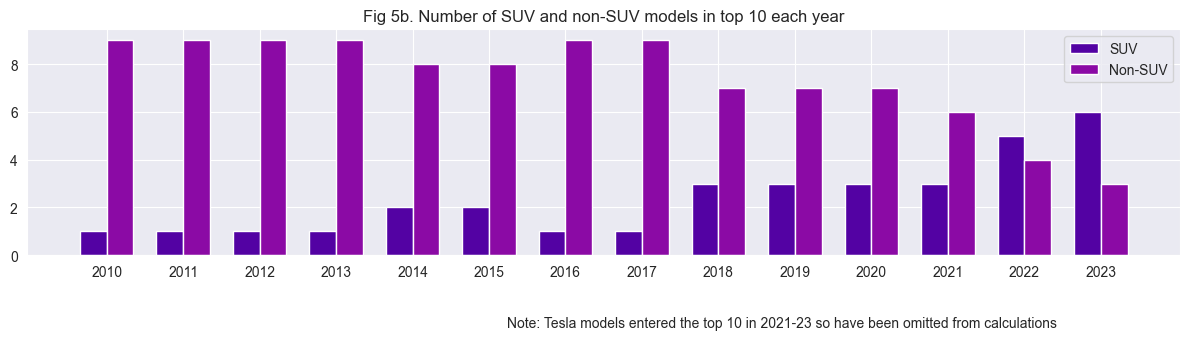 Fig 5b. Number of SUV and non-SUV models in top 10 each year
SUV
Non-SUV
8
6
4
2
0
2010 2011 2012 2013 2014 2015 2016 2017 2018 2019 2020 2021 2022 2023
Note: Tesla models entered the top 10 in 2021-23 so have been omitted from calculations